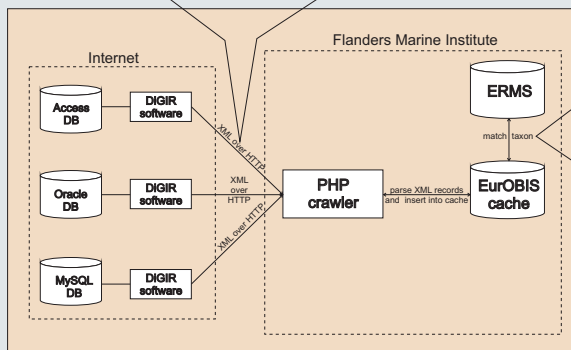 Flanders Marine Institute
Internet
Access
DB
DIGIR
software
XML over HTTP
Oracle
DB
DIGIR
software
XML
over
HTTP
MySQL
DB
DIGIR
software
XML over HTTP
PHP
crawler
parse XML records
and insert into cache
ERMS
match taxon
EurOBIS
cache